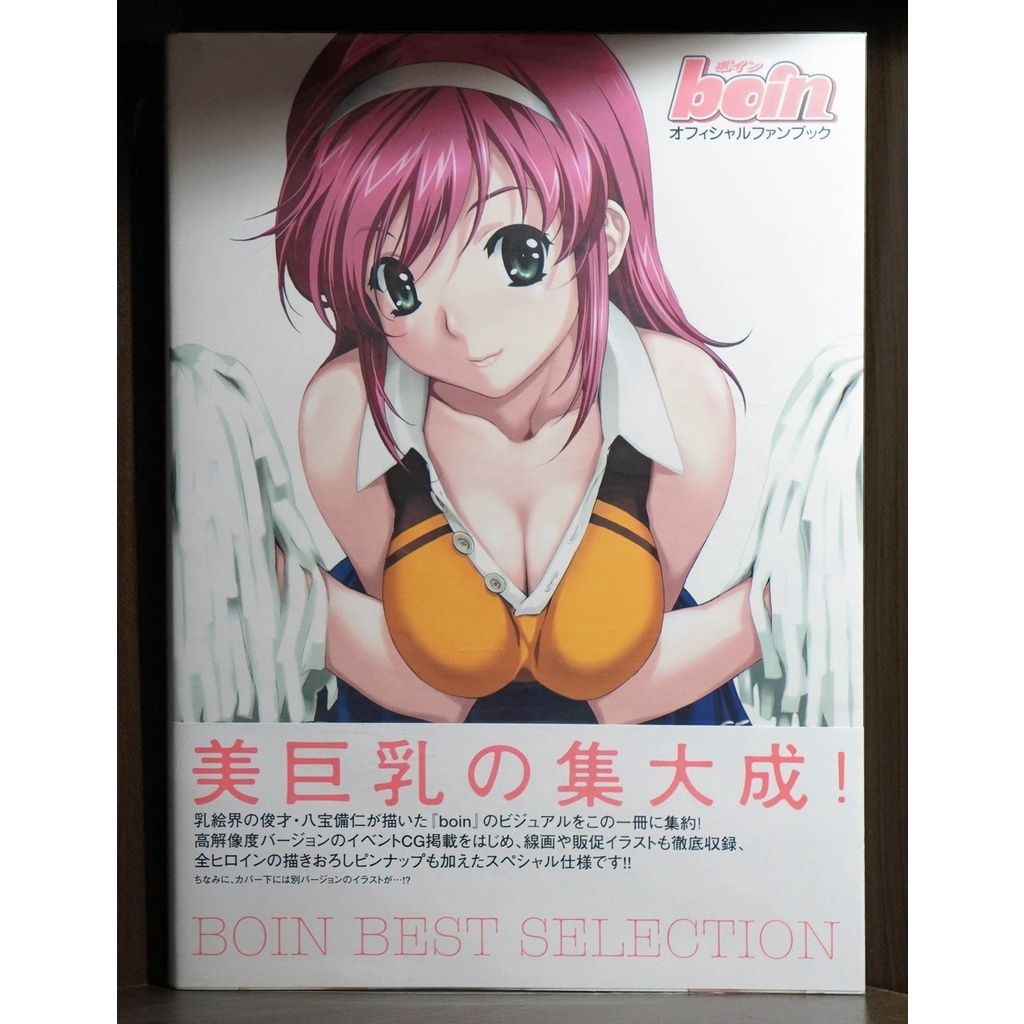 ボイン
boin
オフィシャルファンブック
美巨乳の集大成!
乳絵界の俊才・八宝備仁が描いた『boin』のビジュアルをこの一冊に集約!
高解像度バージョンのイベントCG掲載をはじめ、線画や販促イラストも徹底収録、
全ヒロインの描きおろしピンナップも加えたスペシャル仕様です!!
ちなみに、カバー下には別バージョンのイラストが…!?
BOIN BEST SELECTION